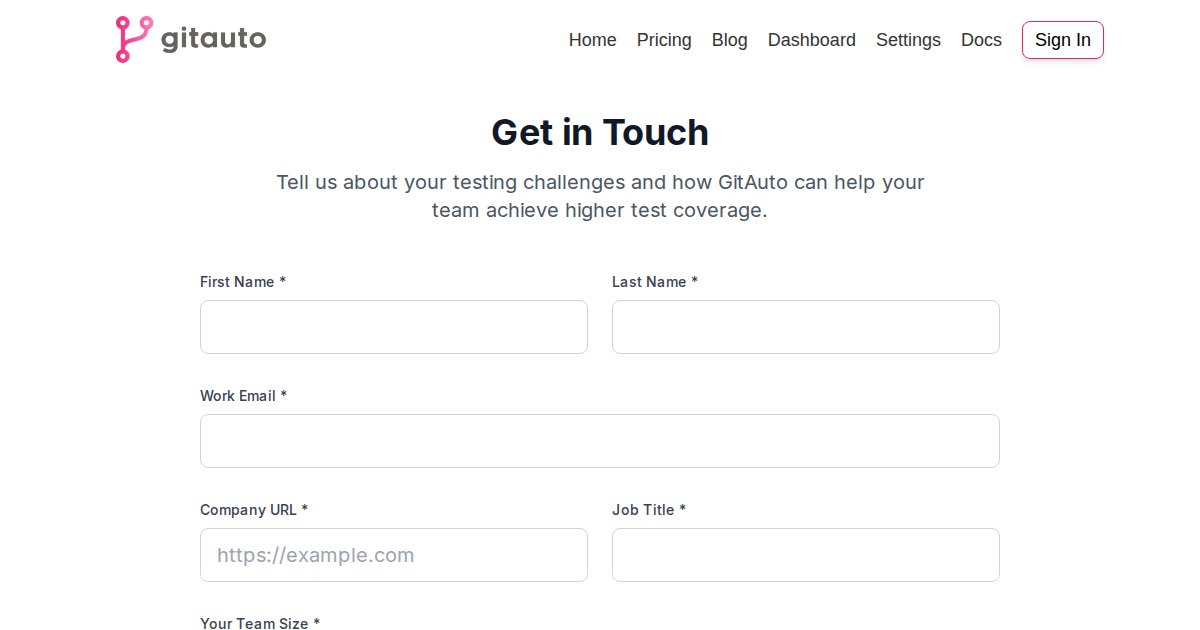 gitauto
Home Pricing Blog Dashboard Settings Docs Sign In
Get in Touch
Tell us about your testing challenges and how GitAuto can help your
team achieve higher test coverage.
First Name * Last Name *
Work Email *
Company URL * Job Title *
https://example.com
Your Team Size *